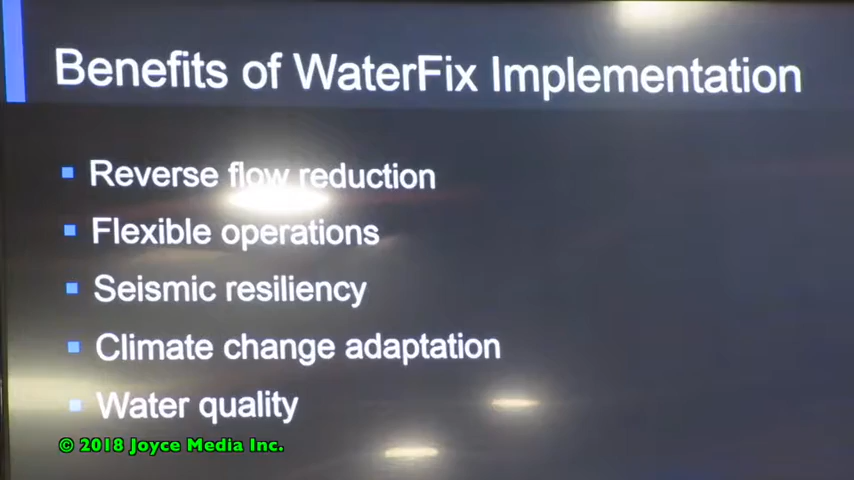 Benefits of WaterFix Implementation
Reverse flow reduction
Flexible operations
Seismic resiliency
Climate change adaptation
Water quality
© 2018 Joyce Media Inc.